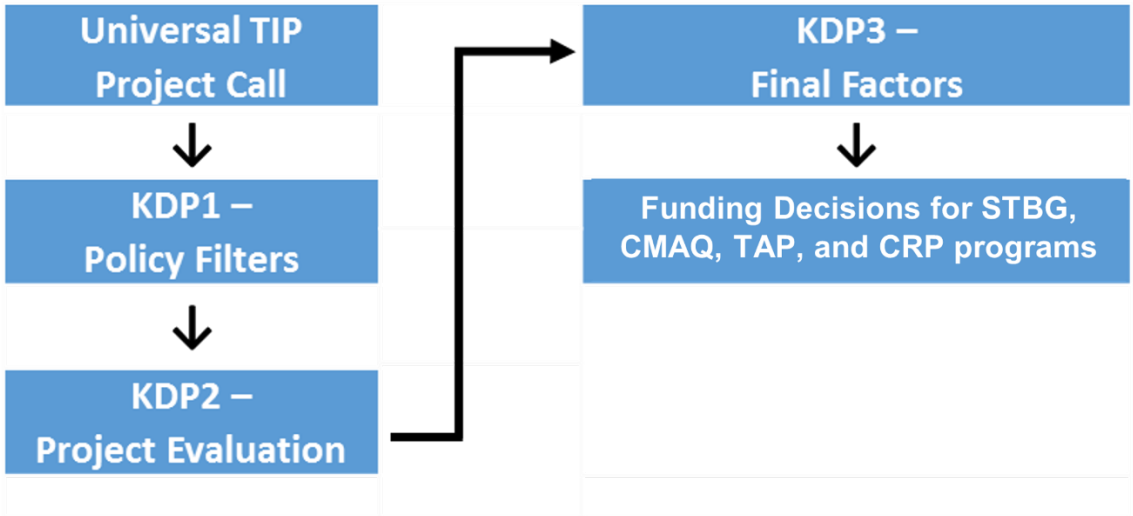 Universal TIP
Project Call
KDP1 –
Policy Filters
KDP2 –
Project Evaluation
KDP3 –
Final Factors
Funding Decisions for STBG,
CMAQ, TAP, and CRP programs